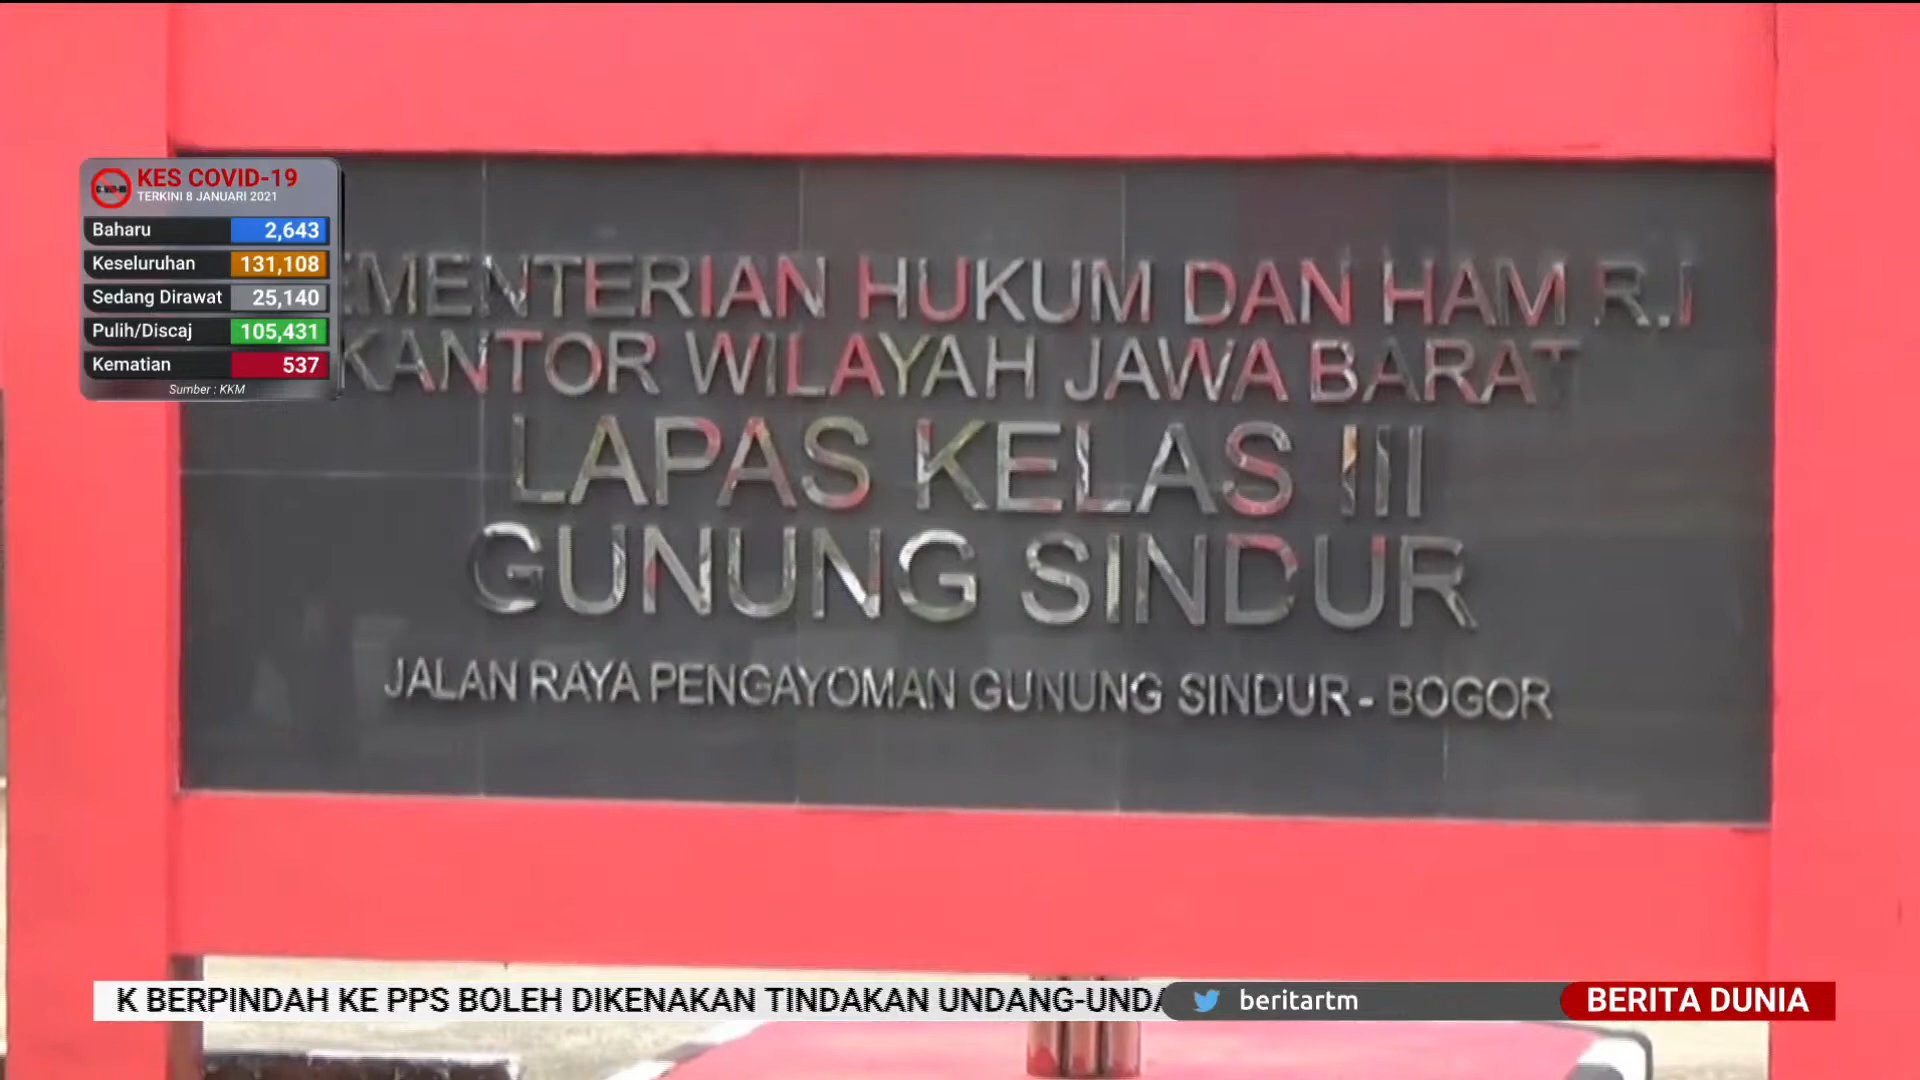 KES COVID-19
TERKINI 8 JANUARI 2021
Baharu 2,643
Keseluruhan 131,108
Sedang Dirawat 25,140
Pulih/Discaj 105,431
Kematian 537
Sumber : KKM
EMENTERIAN HUKUM DAN HAM R.I
KANTOR WILAYAH JAWA BARAT
LAPAS KELAS III
GUNUNG SINDUR
JALAN RAYA PENGAYOMAN GUNUNG SINDUR - BOGOR
K BERPINDAH KE PPS BOLEH DIKENAKAN TINDAKAN UNDANG-UNDA
beritartm
BERITA DUNIA